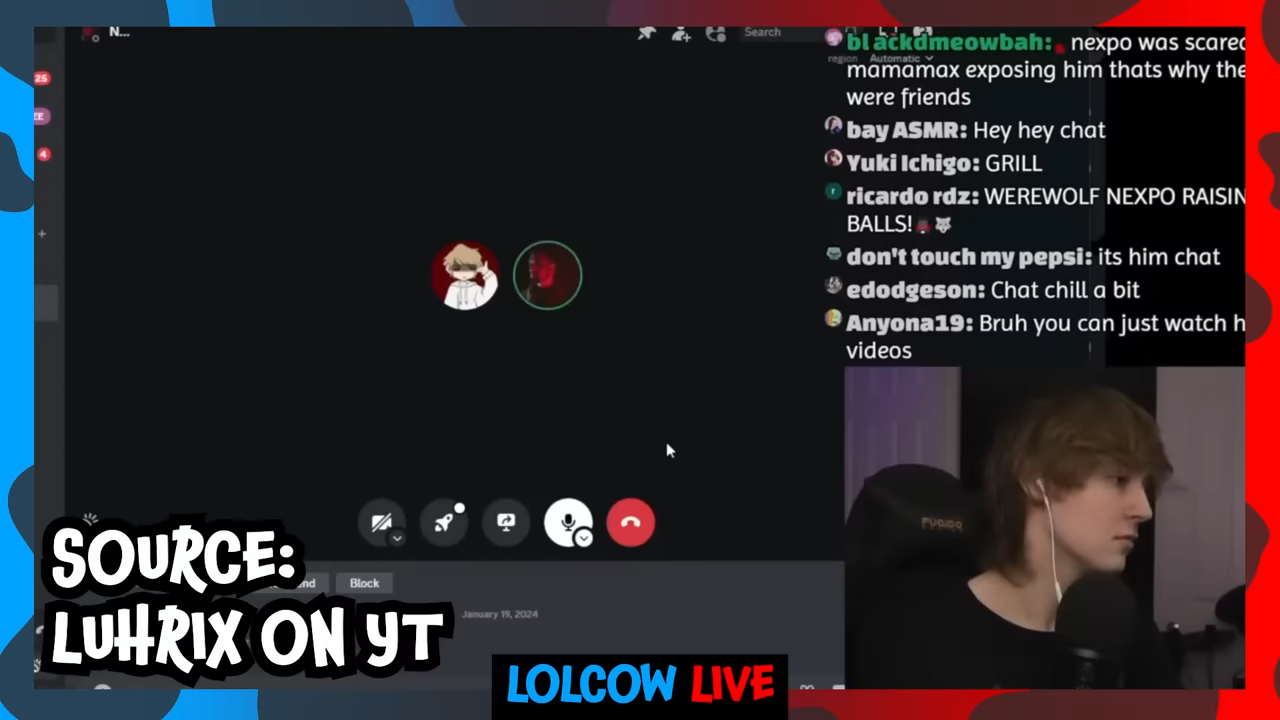 N...
Search
25
EE
4
region Automatic
blackdmeowbah: nexpo was scared
mamamax exposing him thats why the
were friends
bay ASMR: Hey hey chat
Yuki Ichigo: GRILL
ricardo rdz: WEREWOLF NEXPO RAISIN
BALLS!
don't touch my pepsi: its him chat
edodgeson: Chat chill a bit
Anyona19: Bruh you can just watch h
videos
Block
January 19, 2024
SOURCE:
LUHRIX ON YT
LOLCOW LIVE